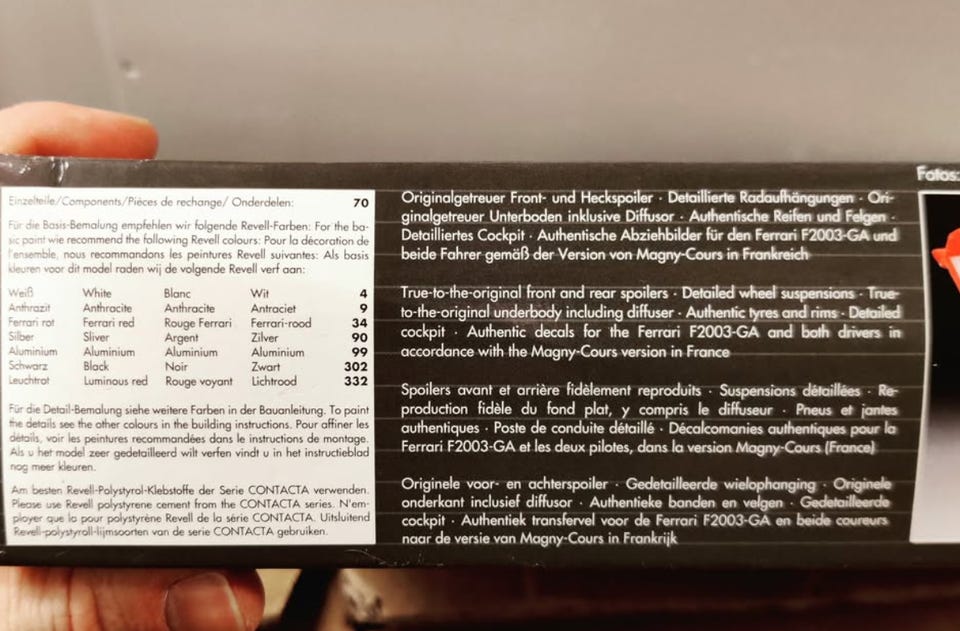 Fotos:
Einzelteile/Components/Pièces de rechange/ Onderdelen: 70
Für die Basis-Bemalung empfehlen wir folgende Revell-Farben: For the ba-
sic paint wie recommend the following Revell colours: Pour la décoration de
l'ensemble, nous recommandons les peintures Revell suivantes: Als basis
kleuren voor dit model raden wij de volgende Revell verf aan:
Weiß White Blanc Wit 4
Anthrazit Anthracite Anthracite Antraciet 9
Ferrari rot Ferrari red Rouge Ferrari Ferrari-rood 34
Silber Sliver Argent Zilver 90
Aluminium Aluminium Aluminium Aluminium 99
Schwarz Black Noir Zwart 302
Leuchtrot Luminous red Rouge voyant Lichtrood 332
Für die Detail-Bemalung siehe weitere Farben in der Bauanleitung. To paint
the details see the other colours in the building instructions. Pour affiner les
détails, voir les peintures recommandées dans le instructions de montage.
Als u het model zeer gedetailleerd wilt verfen vindt u in het instructieblad
nog meer kleuren.
Am besten Revell-Polystyrol-Klebstoffe der Serie CONTACTA verwenden.
Please use Revell polystyrene cement from the CONTACTA series. N'em-
ployer que la pour polystyrène Revell de la série CONTACTA. Uitsluitend
Revell-polystyroll-lijmsoorten van de serie CONTACTA gebruiken.
Originalgetreuer Front- und Heckspoiler · Detaillierte Radaufhängungen · Ori-
ginalgetreuer Unterboden inklusive Diffusor · Authentische Reifen und Felgen ·
Detailliertes Cockpit · Authentische Abziehbilder für den Ferrari F2003-GA und
beide Fahrer gemäß der Version von Magny-Cours in Frankreich
True-to-the-original front and rear spoilers · Detailed wheel suspensions · True-
to-the-original underbody including diffuser · Authentic tyres and rims · Detailed
cockpit · Authentic decals for the Ferrari F2003-GA and both drivers in
accordance with the Magny-Cours version in France
Spoilers avant et arrière fidèlement reproduits · Suspensions détaillées · Re-
production fidèle du fond plat, y compris le diffuseur · Pneus et jantes
authentiques · Poste de conduite détaillé · Décalcomanies authentiques pour la
Ferrari F2003-GA et les deux pilotes, dans la version Magny-Cours (France)
Originele voor- en achterspoiler · Gedetailleerde wielophanging · Originele
onderkant inclusief diffusor · Authentieke banden en velgen · Gedetailleerde
cockpit · Authentiek transfervel voor de Ferrari F2003-GA en beide coureurs
naar de versie van Magny-Cours in Frankrijk